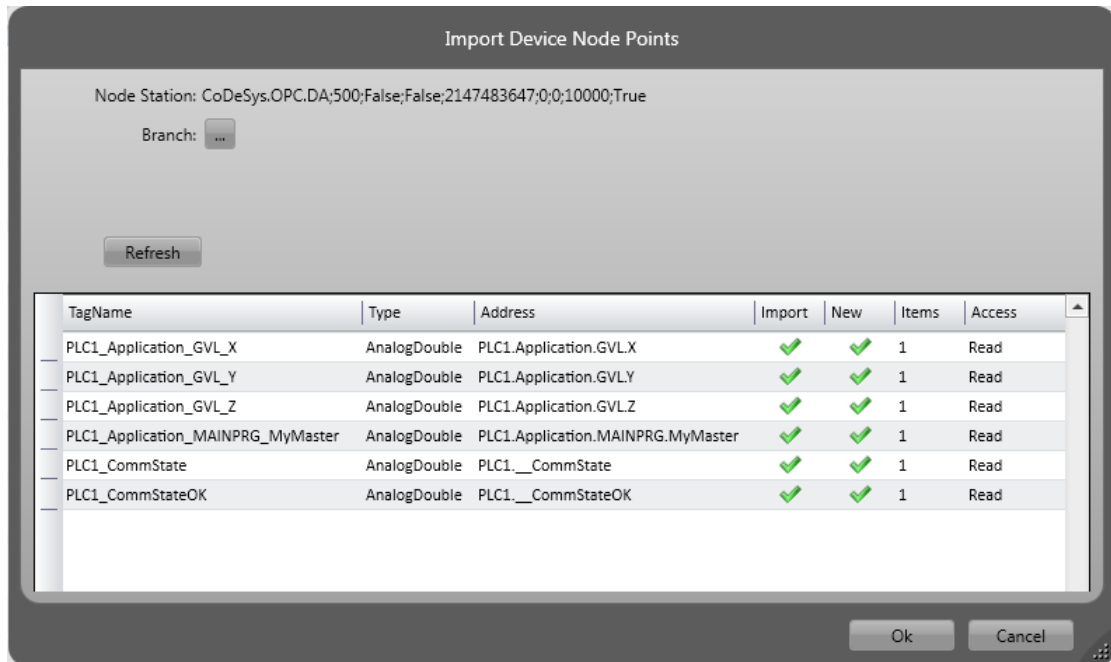 Import Device Node Points
Node Station: CoDeSys.OPC.DA;500;False;False;2147483647;0;0;10000;True
Branch: ...
Refresh
TagName Type Address Import New Items Access
PLC1_Application_GVL_X AnalogDouble PLC1.Application.GVL.X 1 Read
PLC1_Application_GVL_Y AnalogDouble PLC1.Application.GVL.Y 1 Read
PLC1_Application_GVL_Z AnalogDouble PLC1.Application.GVL.Z 1 Read
PLC1_Application_MAINPRG_MyMaster AnalogDouble PLC1.Application.MAINPRG.MyMaster 1 Read
PLC1_CommState AnalogDouble PLC1.__CommState 1 Read
PLC1_CommStateOK AnalogDouble PLC1.__CommStateOK 1 Read
Ok Cancel